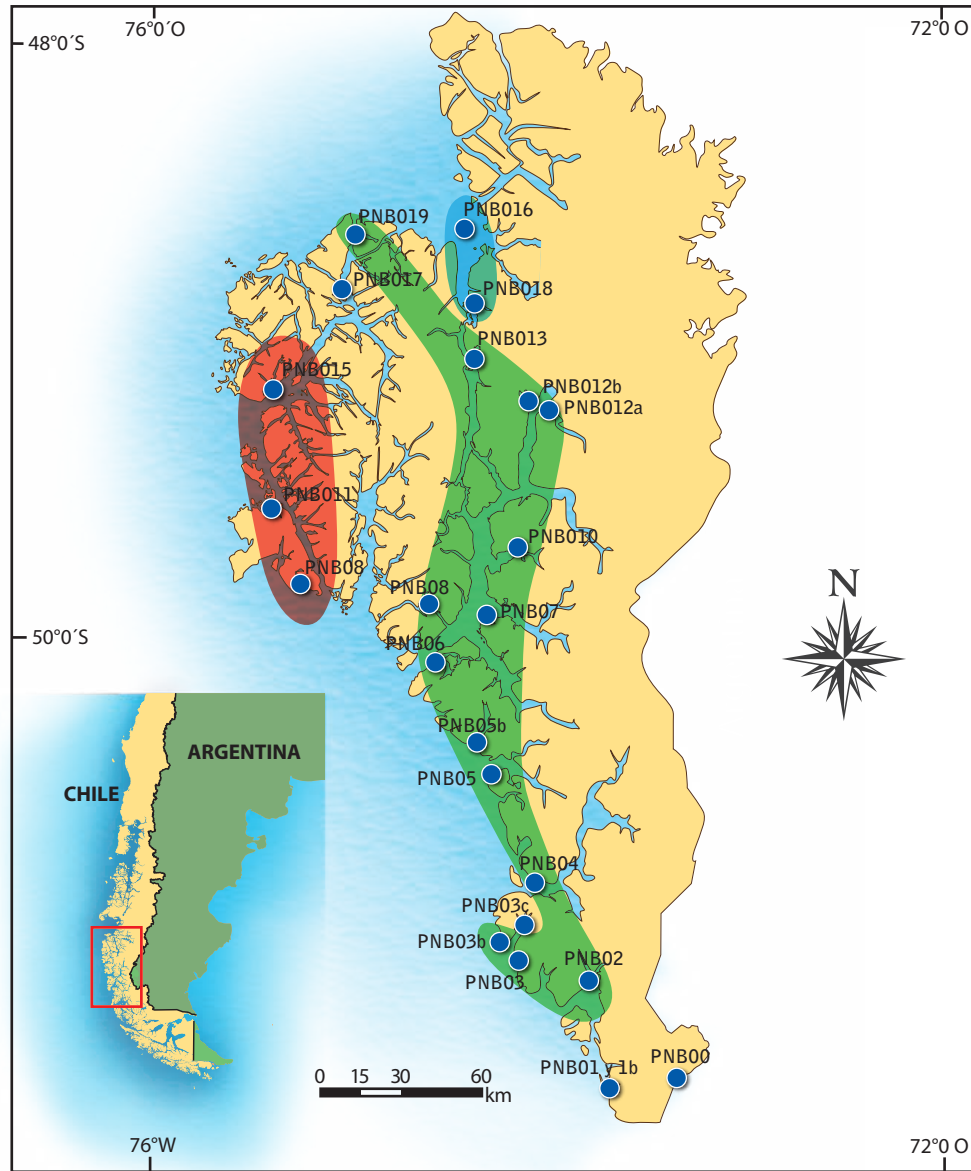 76°0´O
72°0 O
48°0´S
PNB019
PNB016
PNB017
PNB018
PNB013
PNB015
PNB012b
PNB012a
PNB011
PNB010
PNB08
PNB08
PNB07
50°0´S
PNB06
N
PNB05b
PNB05
ARGENTINA
CHILE
PNB04
PNB03c
PNB03b
PNB03
PNB02
PNB01 y 1b
PNB00
0 15 30 60
km
76°W
72°0´O